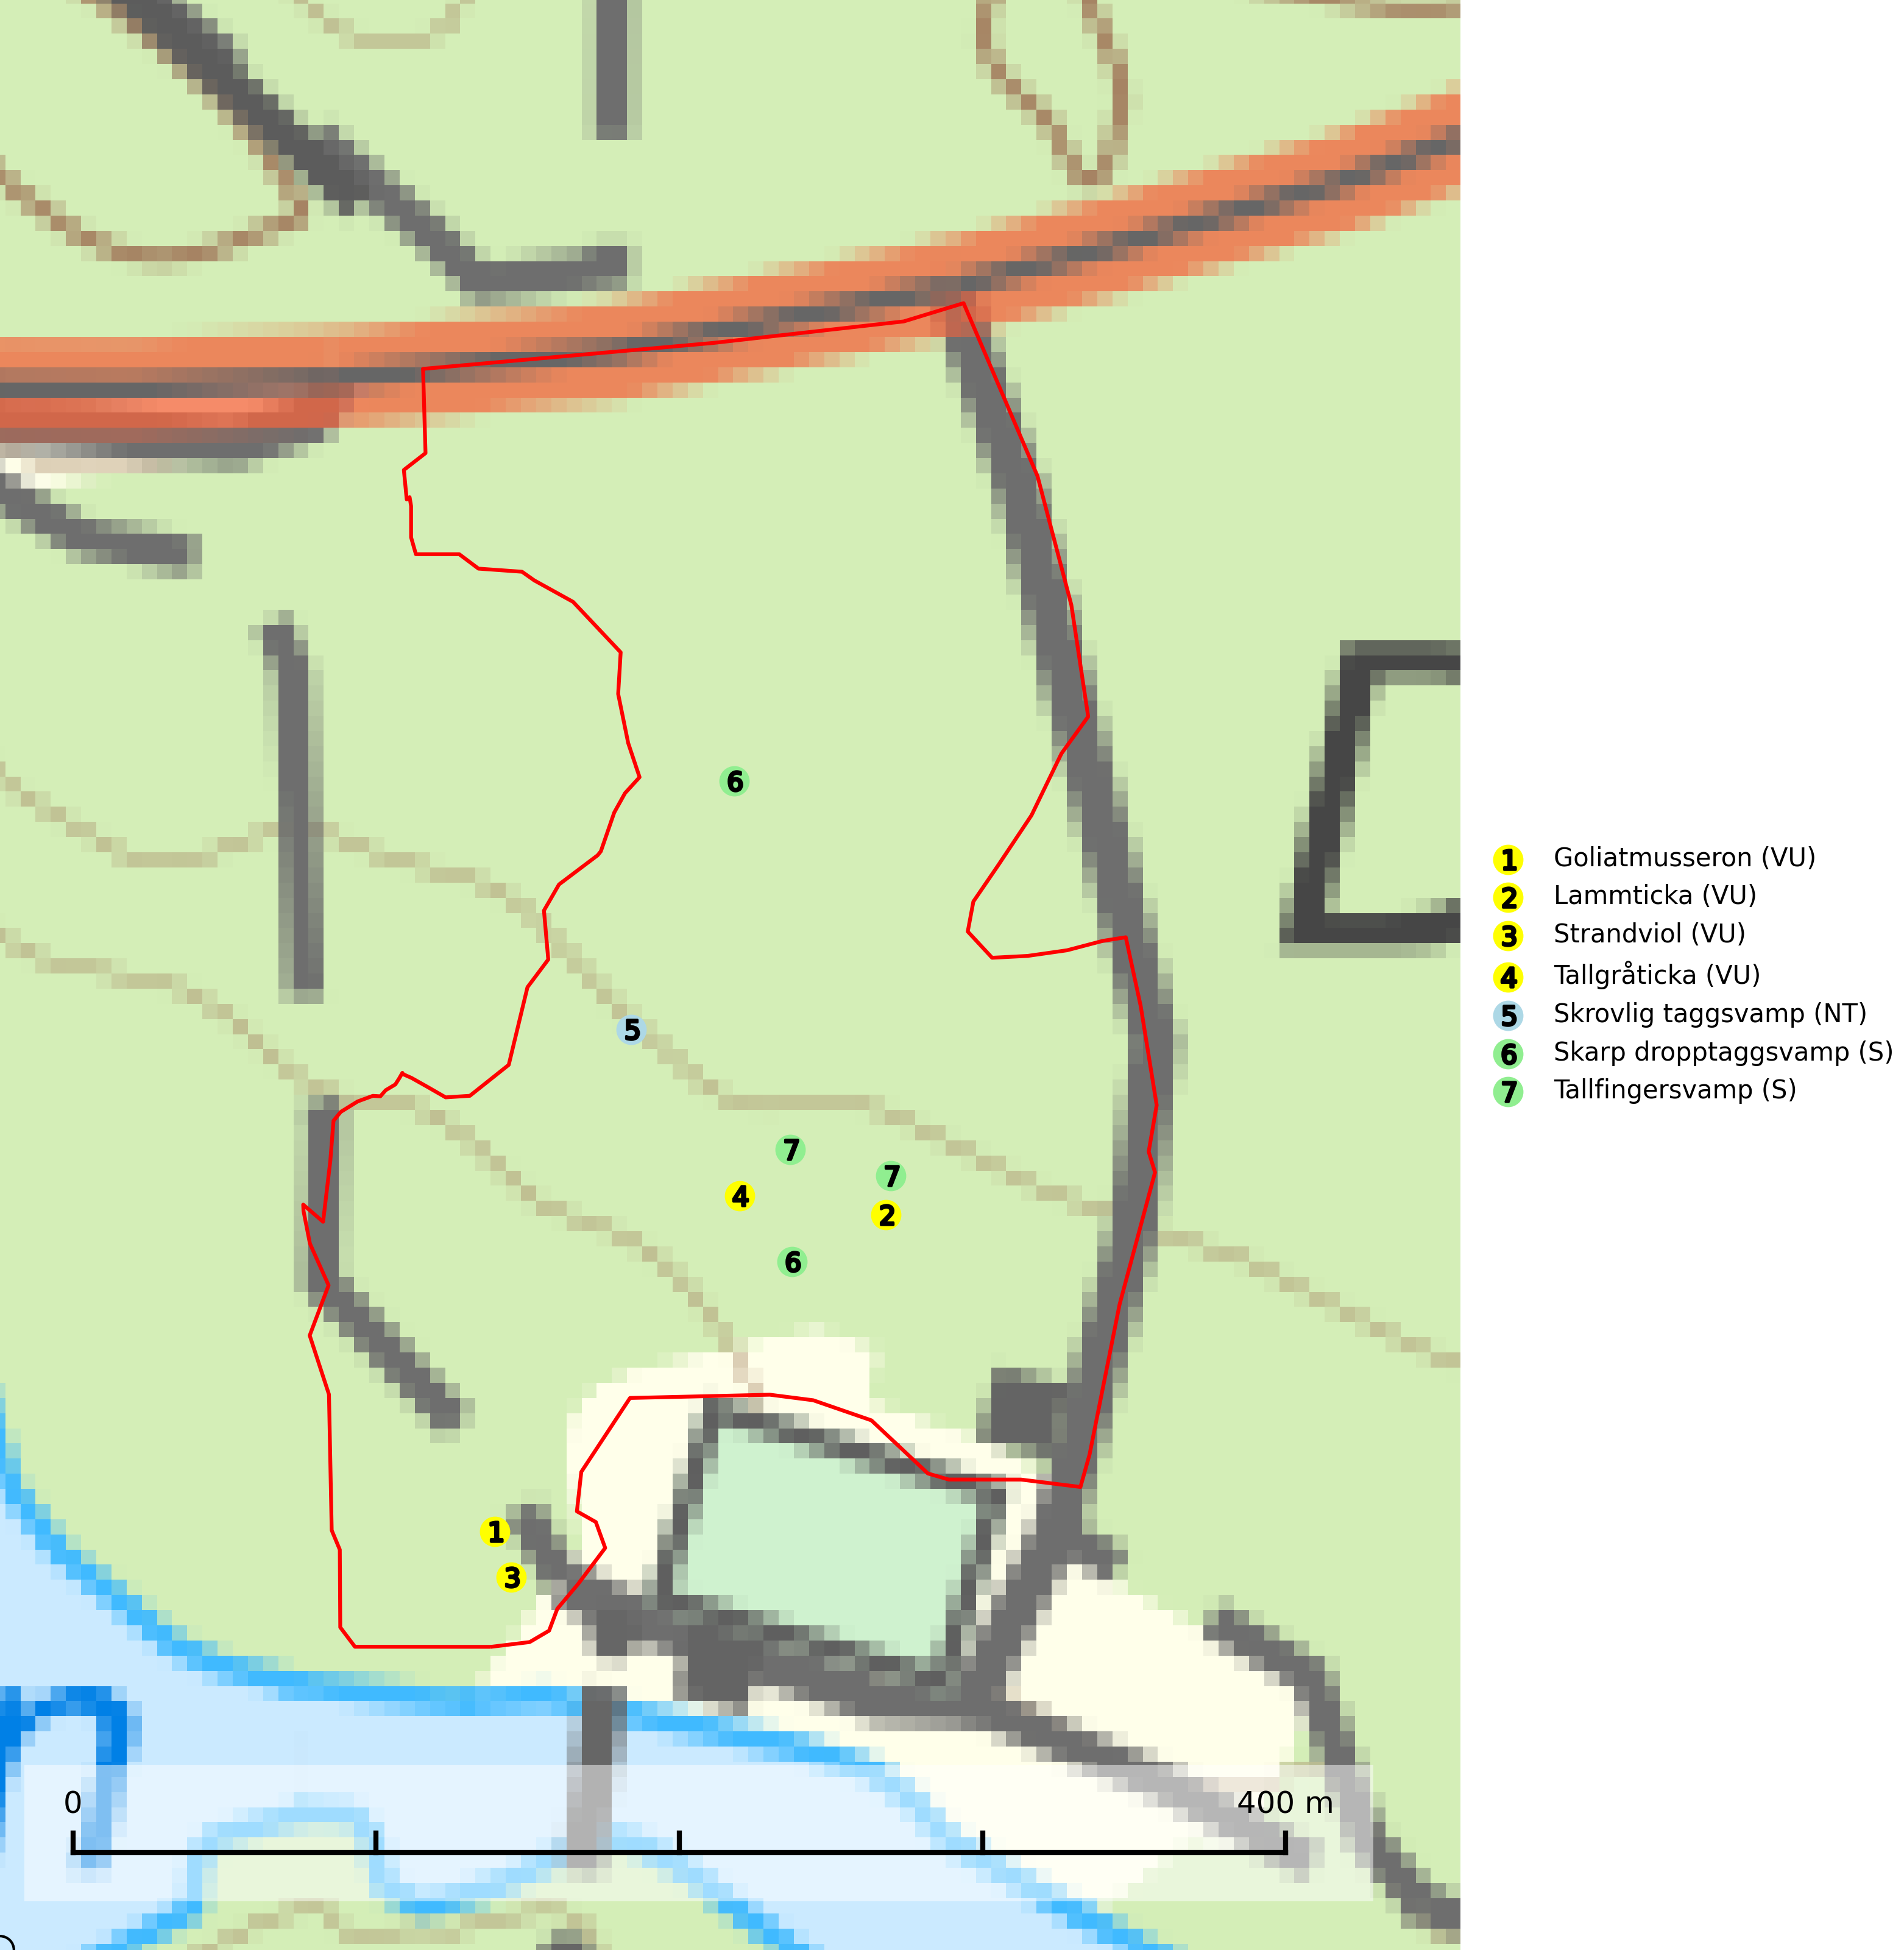 6
5
7
7
4
2
6
1
3
0
400 m
1 Goliatmusseron (VU)
2 Lammticka (VU)
3 Strandviol (VU)
4 Tallgråticka (VU)
5 Skrovlig taggsvamp (NT)
6 Skarp dropptaggsvamp (S)
7 Tallfingersvamp (S)